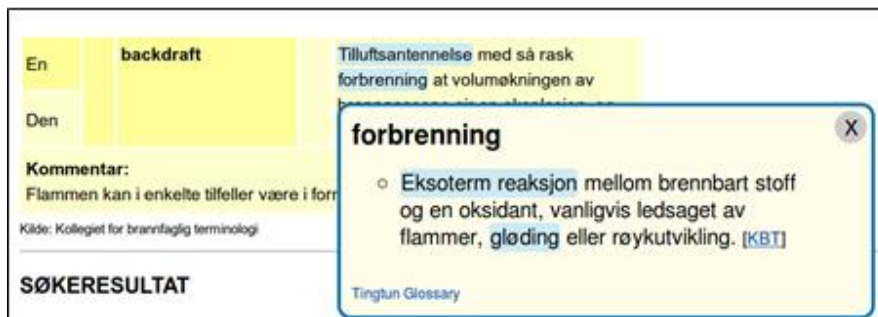 En
backdraft
Tilluftsantennelse med så rask
forbrenning at volumøkningen av
Den
Kommentar:
Flammen kan i enkelte tilfeller være i
Kilde: Kollegiet for brannfaglig terminologi
SØKERESULTAT
forbrenning
X
Eksoterm reaksjon mellom brennbart stoff
og en oksidant, vanligvis ledsaget av
flammer, gløding eller røykutvikling. [KBT]
Tingtun Glossary